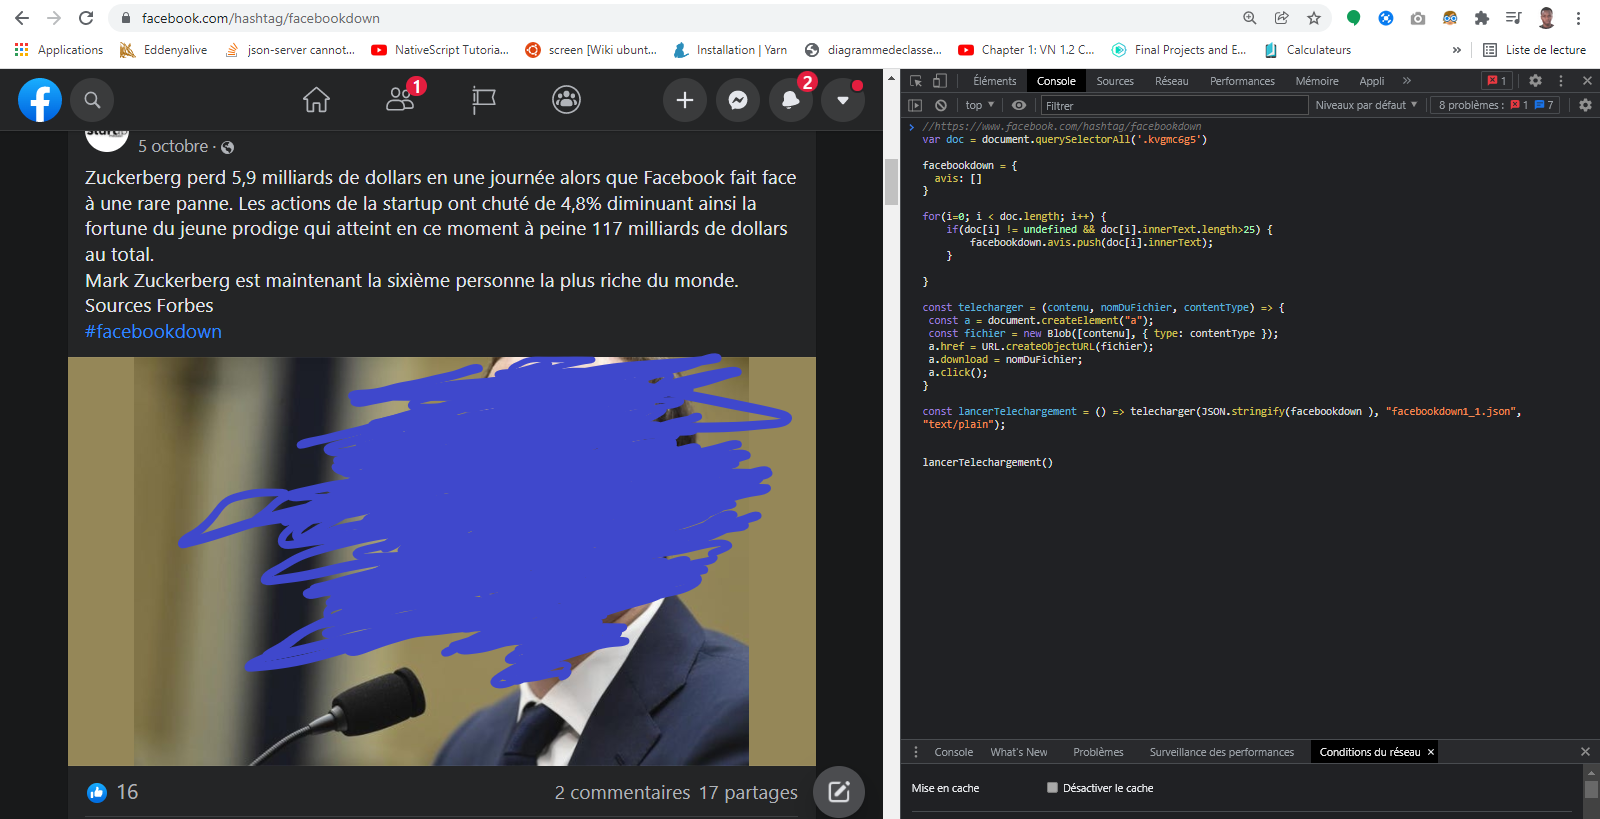 facebook.com/hashtag/facebookdown
Applications
Eddenyalive
json-server cannot...
NativeScript Tutoria...
screen [Wiki ubunt...
Installation | Yarn
diagrammedeclasse...
Chapter 1: VN 1.2 C...
Final Projects and E...
Calculateurs
»
Liste de lecture
1
2
5 octobre ·
Zuckerberg perd 5,9 milliards de dollars en une journée alors que Facebook fait face
à une rare panne. Les actions de la startup ont chuté de 4,8% diminuant ainsi la
fortune du jeune prodige qui atteint en ce moment à peine 117 milliards de dollars
au total.
Mark Zuckerberg est maintenant la sixième personne la plus riche du monde.
Sources Forbes
#facebookdown
16
2 commentaires 17 partages
Éléments Console Sources Réseau Performances Mémoire Appli » 1
top ▼ Filtrer Niveaux par défaut ▼ 8 problèmes : 1 7
//https://www.facebook.com/hashtag/facebookdown
var doc = document.querySelectorAll('.kvgmc6g5')
facebookdown = {
avis: []
}
for(i=0; i < doc.length; i++) {
if(doc[i] != undefined && doc[i].innerText.length>25) {
facebookdown.avis.push(doc[i].innerText);
}
}
const telecharger = (contenu, nomDuFichier, contentType) => {
const a = document.createElement("a");
const fichier = new Blob([contenu], { type: contentType });
a.href = URL.createObjectURL(fichier);
a.download = nomDuFichier;
a.click();
}
const lancerTelechargement = () => telecharger(JSON.stringify(facebookdown ), "facebookdown1_1.json",
"text/plain");
lancerTelechargement()
Console What's New Problèmes Surveillance des performances Conditions du réseau ×
Mise en cache Désactiver le cache